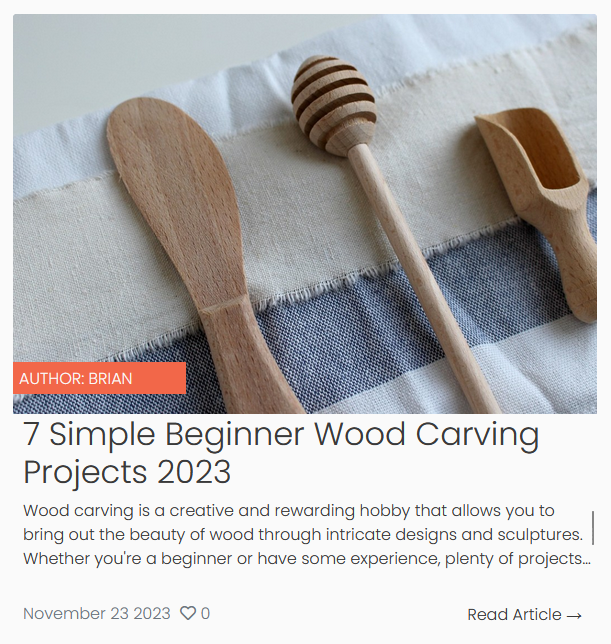 AUTHOR: BRIAN
7 Simple Beginner Wood Carving
Projects 2023
Wood carving is a creative and rewarding hobby that allows you to
bring out the beauty of wood through intricate designs and sculptures.
Whether you're a beginner or have some experience, plenty of projects...
November 23 2023 ♡ 0
Read Article →